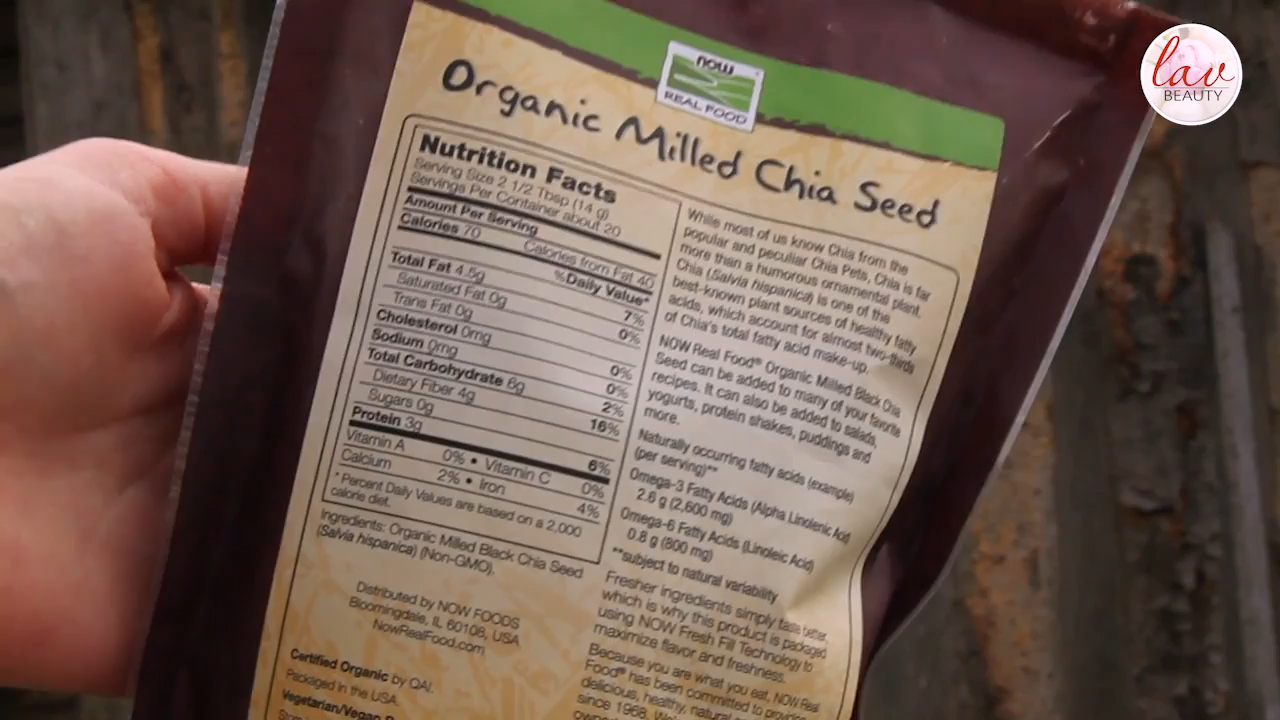 now
REAL FOOD
lav
BEAUTY
Organic Milled Chia Seed
Nutrition Facts
Serving Size 2 1/2 Tbsp (14 g)
Servings Per Container about 20
Amount Per Serving
Calories 70 Calories from Fat 40
%Daily Value*
Total Fat 4.5g 7%
Saturated Fat 0g 0%
Trans Fat 0g
Cholesterol 0mg 0%
Sodium 0mg 0%
Total Carbohydrate 6g 2%
Dietary Fiber 4g 16%
Sugars 0g
Protein 3g 6%
Vitamin A 0% • Vitamin C 0%
Calcium 2% • Iron 4%
* Percent Daily Values are based on a 2,000
calorie diet.
Ingredients: Organic Milled Black Chia Seed
(Salvia hispanica) (Non-GMO).
Distributed by NOW FOODS
Bloomingdale, IL 60108, USA
NowRealFood.com
Certified Organic by QAI.
Packaged in the USA.
Vegetarian/Vegan
While most of us know Chia from the
popular and peculiar Chia Pets, Chia is far
more than a humorous ornamental plant.
Chia (Salvia hispanica) is one of the
best-known plant sources of healthy fatty
acids, which account for almost two-thirds
of Chia's total fatty acid make-up.
NOW Real Food® Organic Milled Black Chia
Seed can be added to many of your favorite
recipes. It can also be added to salads,
yogurts, protein shakes, puddings and
more.
Naturally occurring fatty acids (example)
(per serving)**
Omega-3 Fatty Acids (Alpha Linolenic Acid)
2.6 g (2,600 mg)
Omega-6 Fatty Acids (Linoleic Acid)
0.8 g (800 mg)
**subject to natural variability
Fresher ingredients simply taste better,
which is why this product is packaged
using NOW Fresh Fill Technology to
maximize flavor and freshness.
Because you are what you eat, NOW Real
Food® has been committed to providing
delicious, healthy, natural
since 1968.